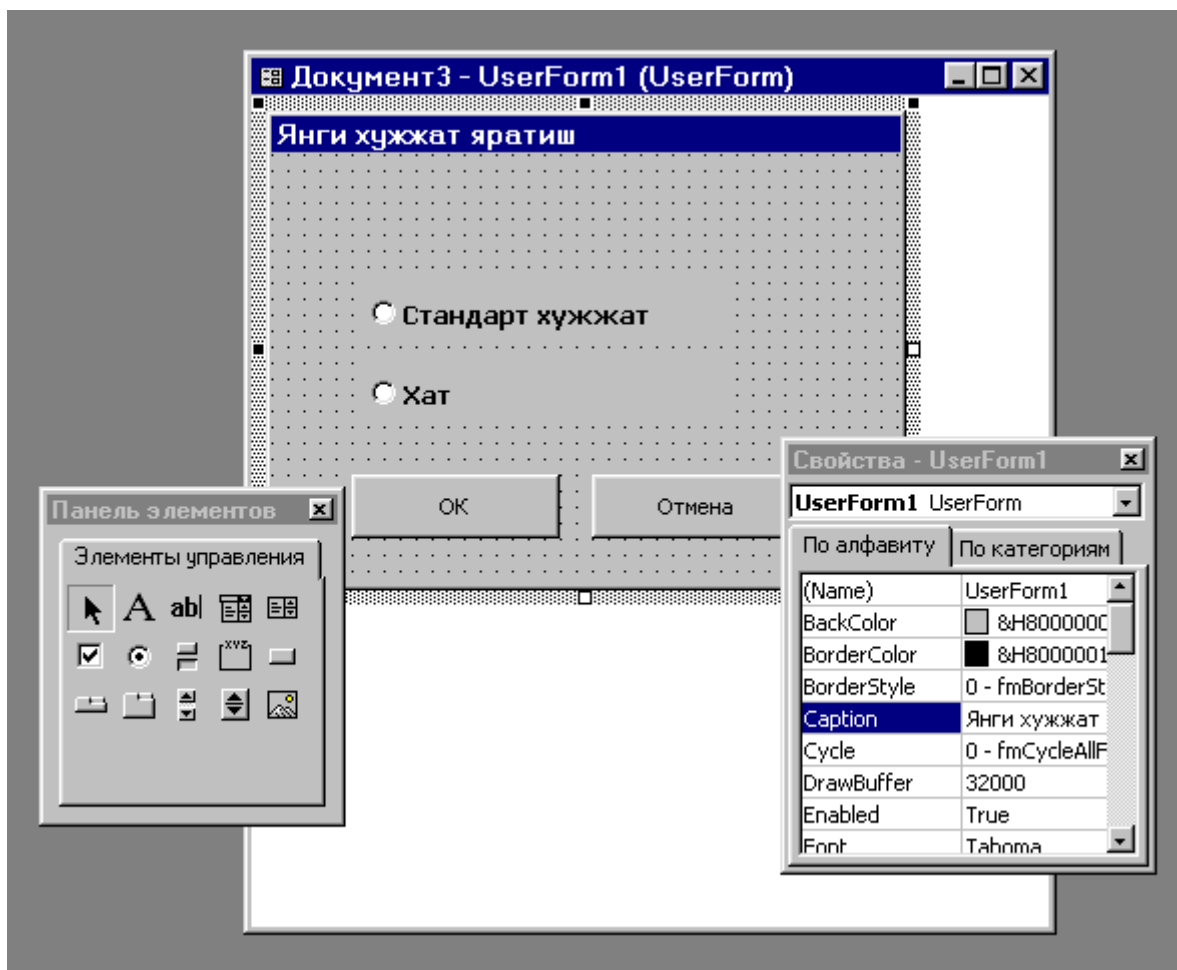 Документ3 - UserForm1 (UserForm)
Янги хужжат яратиш
Стандарт хужжат
Хат
ОК
Отмена
Панель элементов
Элементы управления
A
ab|
xyz
Свойства - UserForm1
UserForm1 UserForm
По алфавиту По категориям
(Name) UserForm1
BackColor &H8000000
BorderColor &H8000001
BorderStyle 0 - fmBorderSt
Caption Янги хужжат
Cycle 0 - fmCycleAllF
DrawBuffer 32000
Enabled True
Font Tahoma